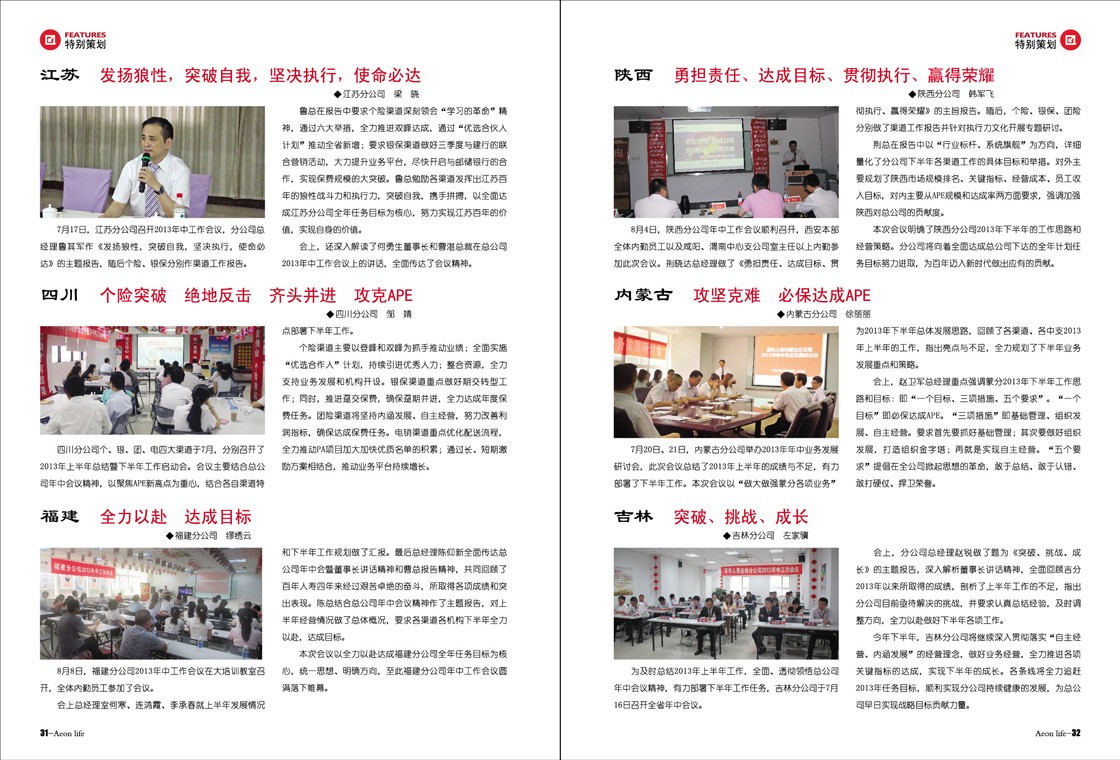 FEATURES
特别策划
江苏 发扬狼性，突破自我，坚决执行，使命必达
◆江苏分公司 梁 骁
7月17日，江苏分公司召开2013年中工作会议，分公司总
经理鲁其军作《发扬狼性，突破自我，坚决执行，使命必
达》的主题报告，随后个险、银保分别作渠道工作报告。
鲁总在报告中要求个险渠道深刻领会“学习的革命”精
神，通过六大举措，全力推进双峰达成，通过“优选合伙人
计划”推动全省新增；要求银保渠道做好三季度与建行的联
合营销活动，大力提升业务平台，尽快开启与邮储银行的合
作，实现保费规模的大突破。鲁总勉励各渠道发挥出江苏百
年的狼性战斗力和执行力，突破自我，携手拼搏，以全面达
成江苏分公司全年任务目标为核心，努力实现江苏百年的价
值，实现自身的价值。
会上，还深入解读了何勇生董事长和曹湛总裁在总公司
2013年中工作会议上的讲话，全面传达了会议精神。
四川 个险突破 绝地反击 齐头并进 攻克APE
◆四川分公司 邹 婧
四川分公司个、银、团、电四大渠道于7月，分别召开了
2013年上半年总结暨下半年工作启动会。会议主要结合总公
司年中会议精神，以聚焦APE新高点为重心，结合各自渠道特
点部署下半年工作。
个险渠道主要以登峰和双峰为抓手推动业绩；全面实施
“优选合作人”计划，持续引进优秀人力；整合资源，全力
支持业务发展和机构开设。银保渠道重点做好期交转型工
作；同时，推进趸交保费，确保趸期并进，全力达成年度保
费任务。团险渠道将坚持内涵发展、自主经营，努力改善利
润指标，确保达成保费任务。电销渠道重点优化配送流程，
全力推动PA项目加大加快优质名单的积累；通过长、短期激
励方案相结合，推动业务平台持续增长。
福建 全力以赴 达成目标
◆福建分公司 缪绣云
福建分公司2013年中工作会议
8月8日，福建分公司2013年中工作会议在大培训教室召
开，全体内勤员工参加了会议。
会上总经理室何寒、连鸿霞、李承春就上半年发展情况
和下半年工作规划做了汇报。最后总经理陈仰新全面传达总
公司年中会暨董事长讲话精神和曹总报告精神，共同回顾了
百年人寿四年来经过艰苦卓绝的奋斗，所取得各项成绩和突
出表现。陈总结合总公司年中会议精神作了主题报告，对上
半年经营情况做了总体概况，要求各渠道各机构下半年全力
以赴，达成目标。
本次会议以全力以赴达成福建分公司全年任务目标为核
心，统一思想、明确方向，至此福建分公司年中工作会议圆
满落下帷幕。
31-Aeon life
FEATURES
特别策划
陕西 勇担责任、达成目标、贯彻执行、赢得荣耀
◆陕西分公司 韩军飞
8月4日，陕西分公司年中工作会议顺利召开，西安本部
全体内勤员工以及咸阳、渭南中心支公司室主任以上内勤参
加此次会议。荆晓达总经理做了《勇担责任、达成目标、贯
彻执行、赢得荣耀》的主旨报告。随后，个险、银保、团险
分别做了渠道工作报告并针对执行力文化开展专题研讨。
荆总在报告中以“行业标杆、系统旗舰”为方向，详细
量化了分公司下半年各渠道工作的具体目标和举措。对外主
要规划了陕西市场规模排名、关键指标、经营成本、员工收
入目标，对内主要从APE规模和达成率两方面要求，强调加强
陕西对总公司的贡献度。
本次会议明确了陕西分公司2013年下半年的工作思路和
经营策略。分公司将向着全面达成总公司下达的全年计划任
务目标努力进取，为百年迈入新时代做出应有的贡献。
内蒙古 攻坚克难 必保达成APE
◆内蒙古分公司 徐丽丽
7月20日、21日，内蒙古分公司举办2013年年中业务发展
研讨会，此次会议总结了2013年上半年的成绩与不足，有力
部署了下半年工作。本次会议以“做大做强蒙分各项业务”
为2013年下半年总体发展思路，回顾了各渠道、各中支2013
年上半年的工作，指出亮点与不足，全力规划了下半年业务
发展重点和策略。
会上，赵卫军总经理重点强调蒙分2013年下半年工作思
路和目标：即“一个目标、三项措施、五个要求”。“一个
目标”即必保达成APE。“三项措施”即基础管理、组织发
展、自主经营。要求首先要抓好基础管理；其次要做好组织
发展，打造组织金字塔；再就是实现自主经营。“五个要
求”提倡在全公司掀起思想的革命，敢于总结、敢于认错、
敢打硬仗、捍卫荣誉。
吉林 突破、挑战、成长
◆吉林分公司 左家骥
百年人寿吉林分公司2013年中工作会议
为及时总结2013年上半年工作，全面、透彻领悟总公司
年中会议精神，有力部署下半年工作任务，吉林分公司于7月
16日召开全省年中会议。
会上，分公司总经理赵锐做了题为《突破、挑战、成
长》的主题报告，深入解析董事长讲话精神，全面回顾吉分
2013年以来所取得的成绩，剖析了上半年工作的不足，指出
分公司目前亟待解决的挑战，并要求认真总结经验，及时调
整方向，全力以赴做好下半年各项工作。
今年下半年，吉林分公司将继续深入贯彻落实“自主经
营、内涵发展”的经营理念，做好业务经营，全力推进各项
关键指标的达成，实现下半年的成长。各条线将全力追赶
2013年任务目标，顺利实现分公司持续健康的发展，为总公
司早日实现战略目标贡献力量。
Aeon life-32